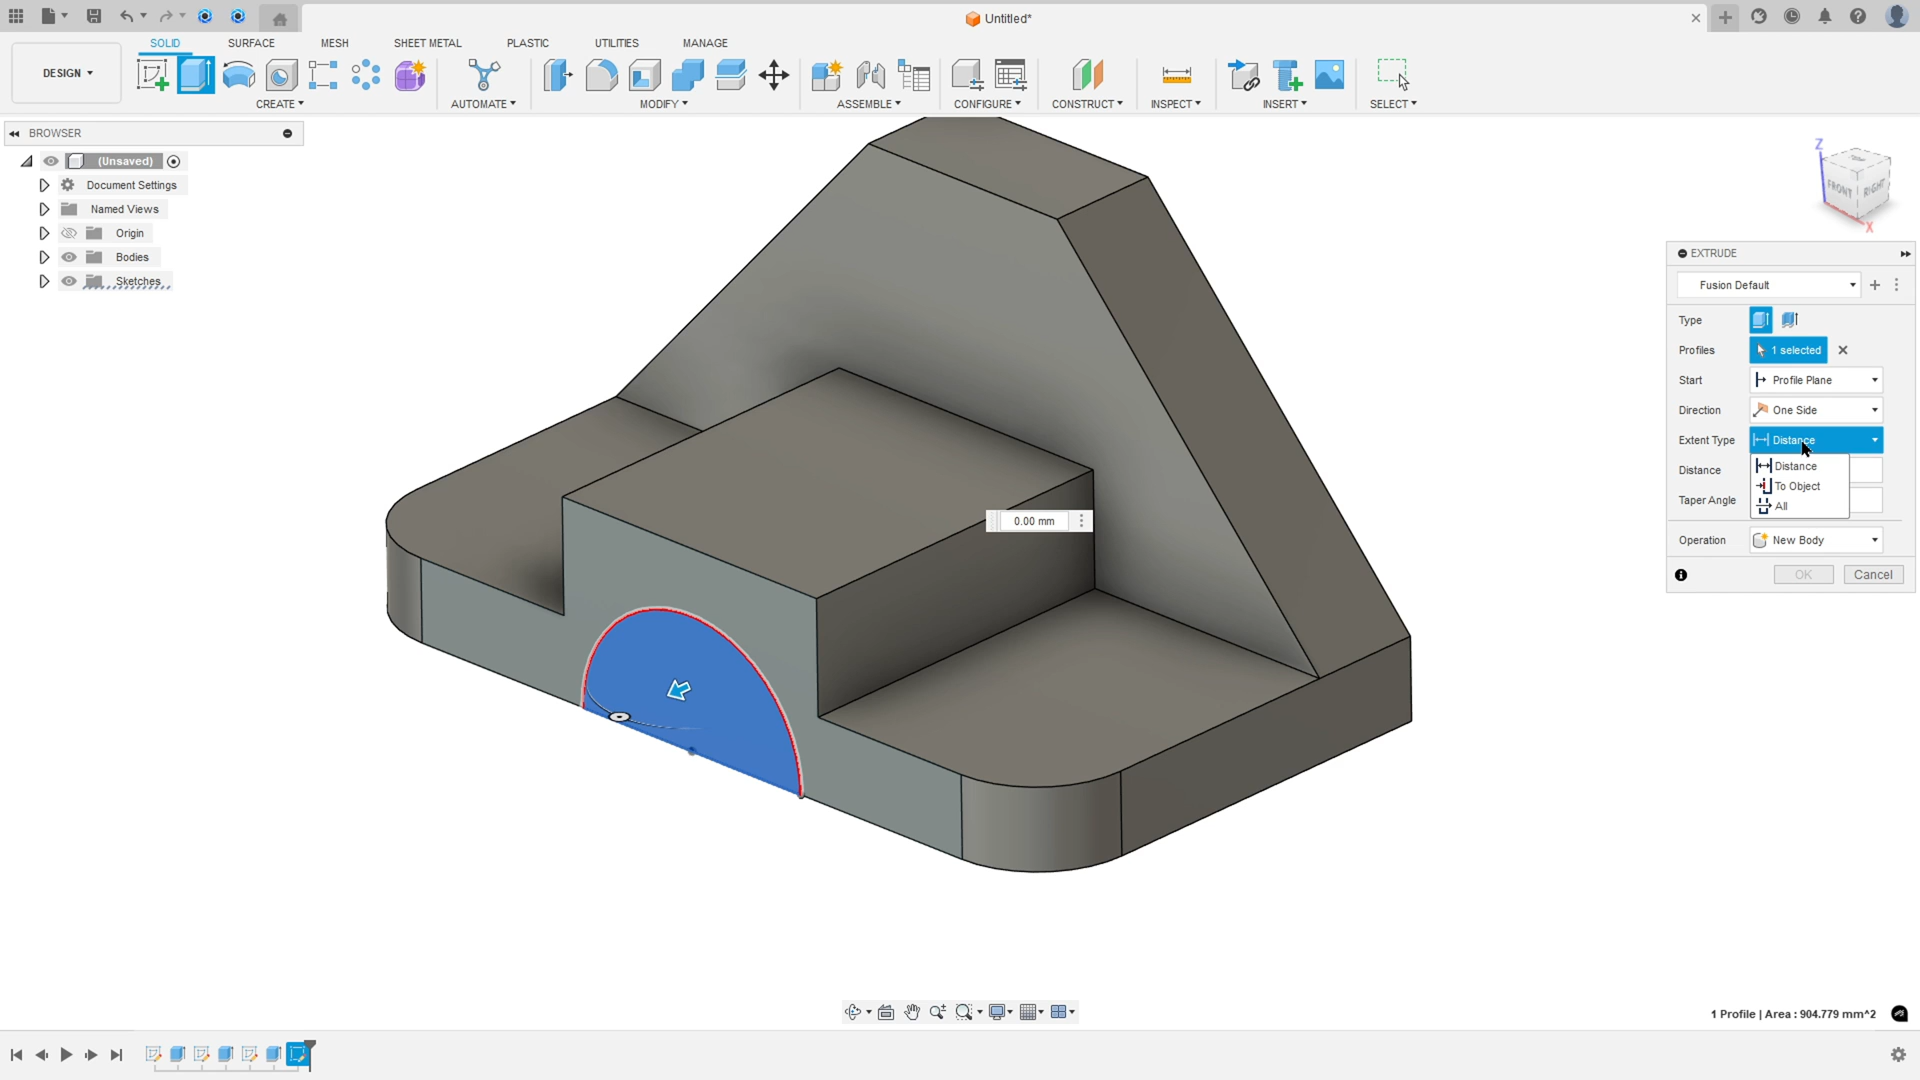 Untitled*
DESIGN
SOLID SURFACE MESH SHEET METAL PLASTIC UTILITIES MANAGE
CREATE AUTOMATE MODIFY ASSEMBLE CONFIGURE CONSTRUCT INSPECT INSERT SELECT
BROWSER
(Unsaved)
Document Settings
Named Views
Origin
Bodies
Sketches
Z
FRONT RIGHT
X
EXTRUDE
Fusion Default
Type
Profiles 1 selected
Start Profile Plane
Direction One Side
Extent Type Distance
Distance
Distance
To Object
Taper Angle
All
Operation New Body
OK Cancel
0.00 mm
1 Profile | Area : 904.779 mm^2